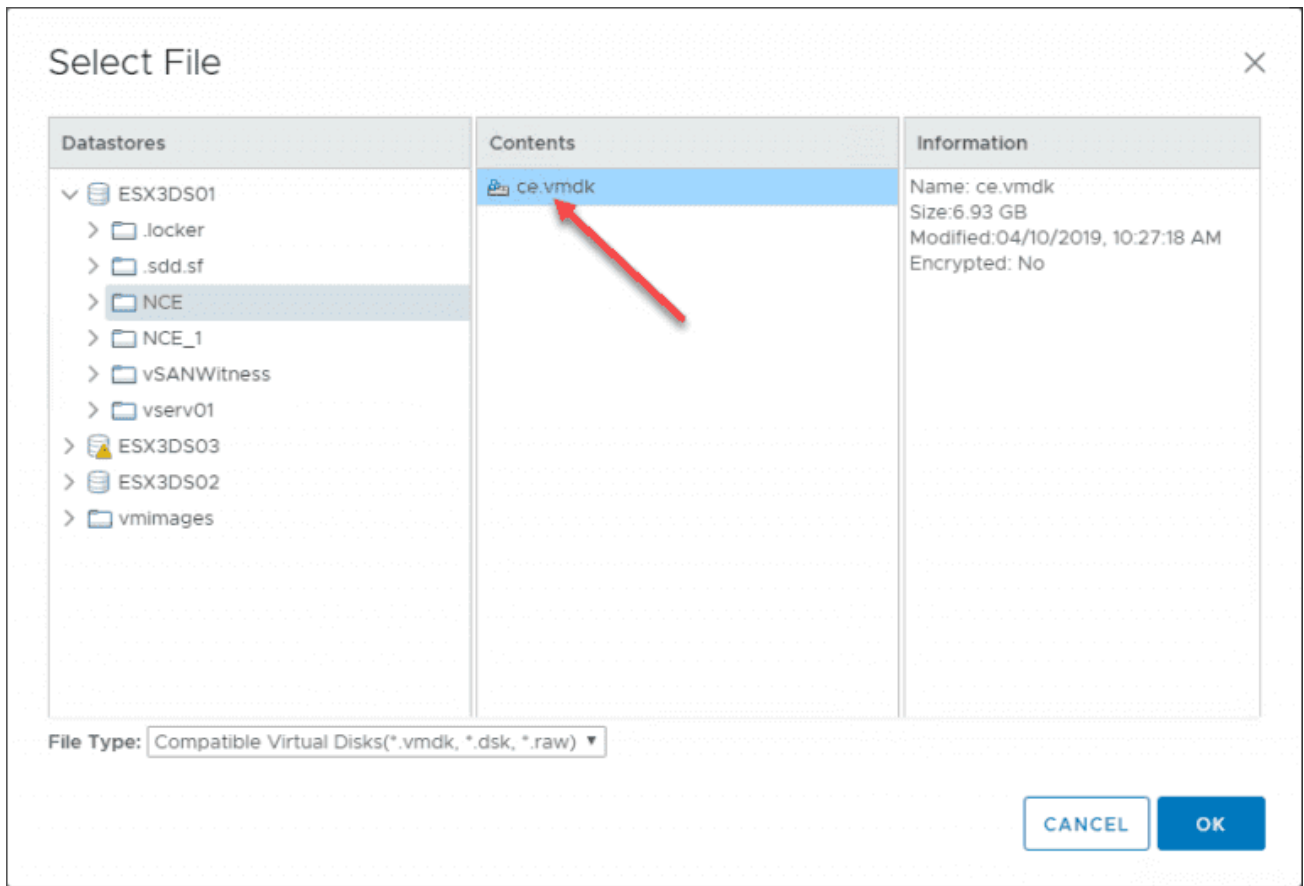 Select File
Datastores
ESX3DS01
.locker
.sdd.sf
NCE
NCE_1
vSANWitness
vserv01
ESX3DS03
ESX3DS02
vmimages
Contents
ce.vmdk
Information
Name: ce.vmdk
Size:6.93 GB
Modified:04/10/2019, 10:27:18 AM
Encrypted: No
File Type: Compatible Virtual Disks(*.vmdk, *.dsk, *.raw)
CANCEL
OK